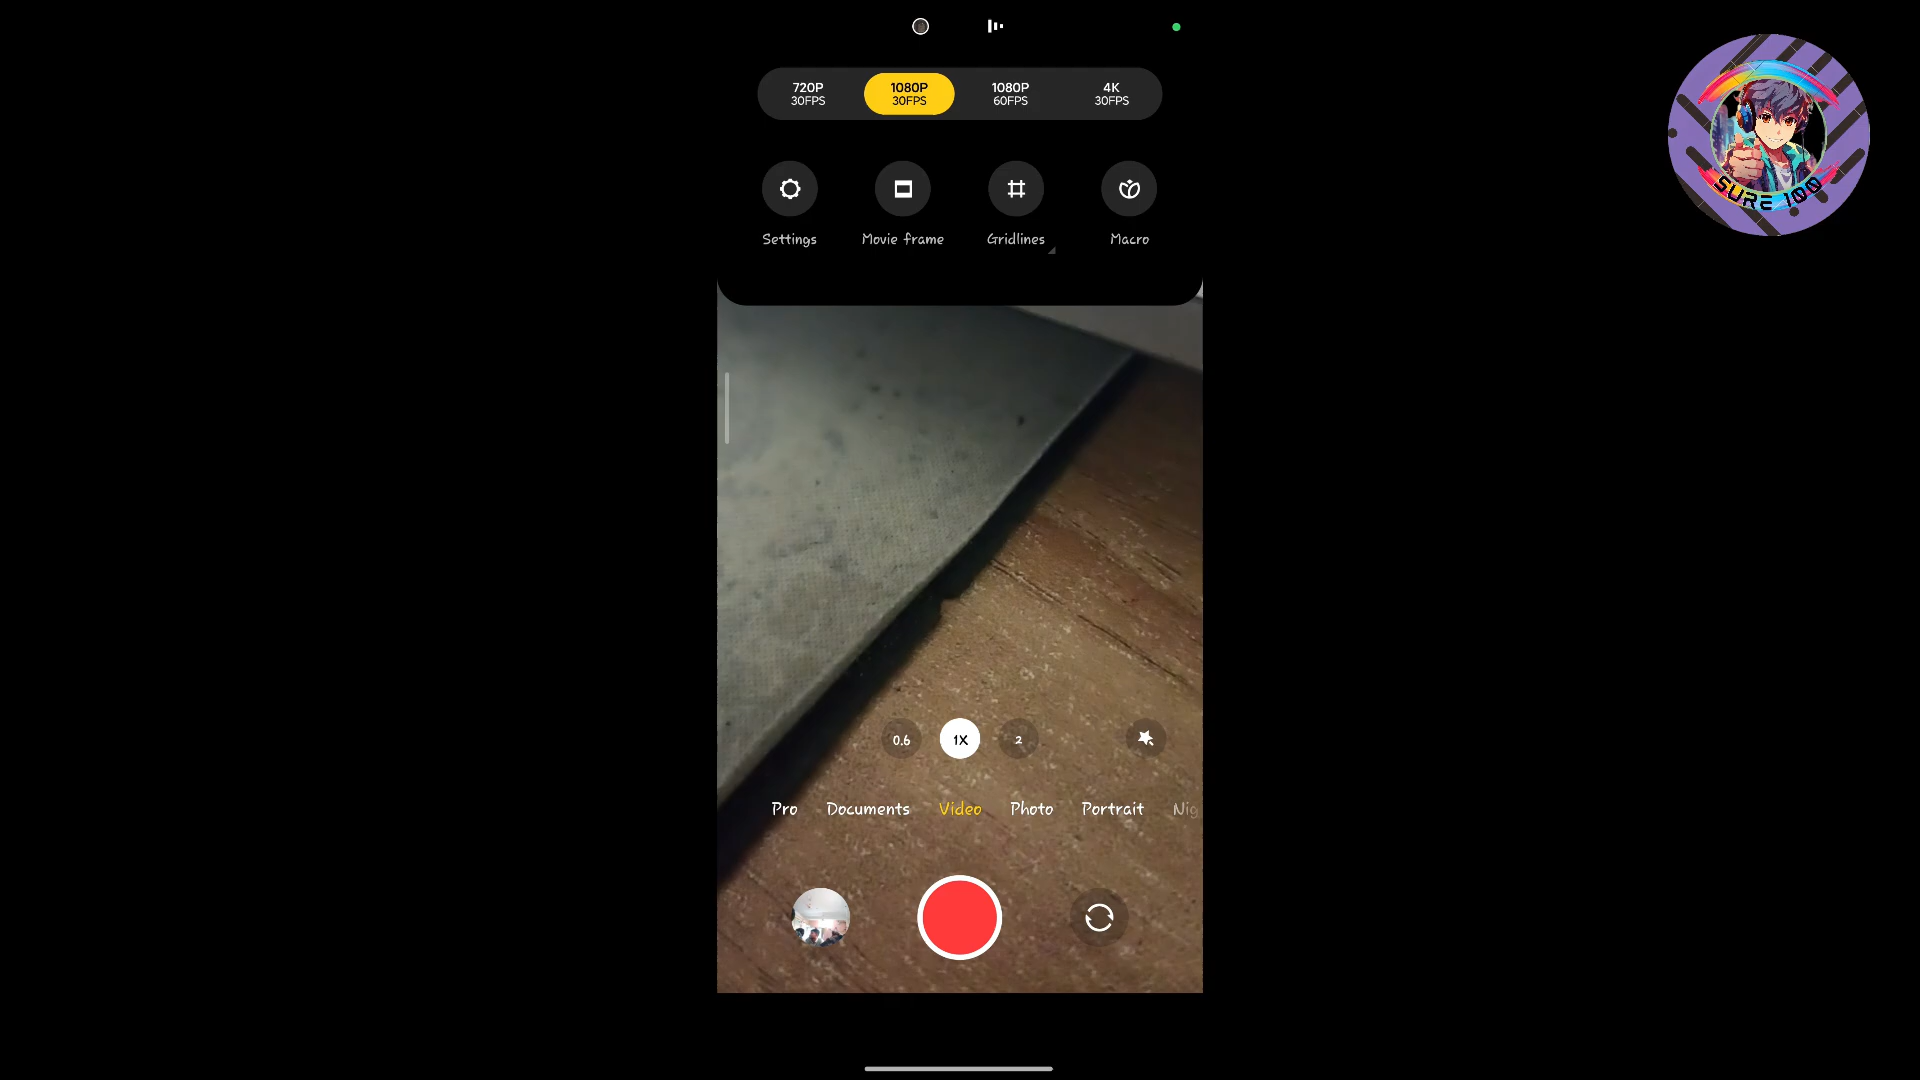 720P 1080P 1080P 4K
30FPS 30FPS 60FPS 30FPS
Settings Movie frame Gridlines Macro
SURE 100
0.6 1X 2
Pro Documents Video Photo Portrait Nig